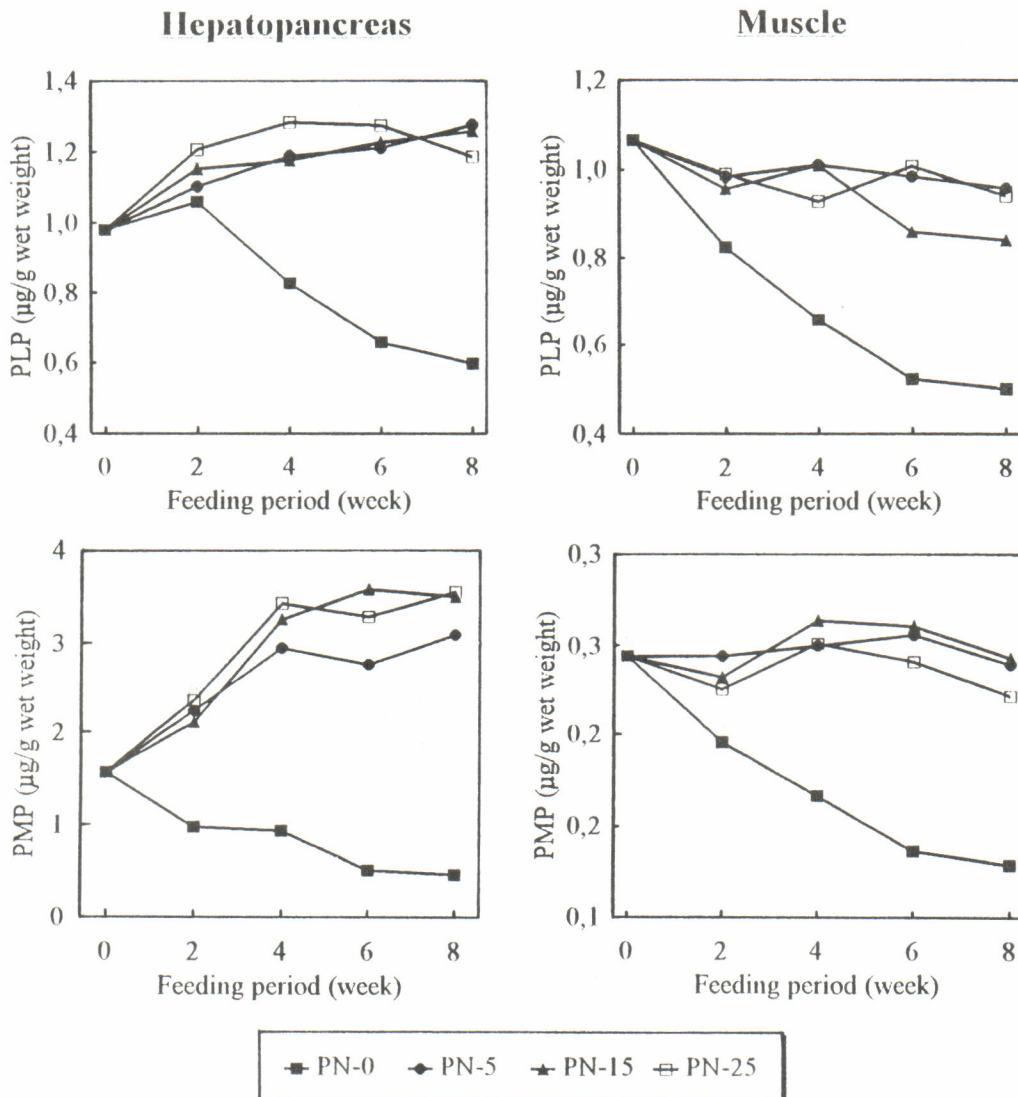 Hepatopancreas
Muscle
PLP (µg/g wet weight)
1,4
1,2
1,0
0,8
0,6
0,4
0 2 4 6 8
Feeding period (week)
PLP (µg/g wet weight)
1,2
1,0
0,8
0,6
0,4
0 2 4 6 8
Feeding period (week)
PMP (µg/g wet weight)
4
3
2
1
0
0 2 4 6 8
Feeding period (week)
PMP (µg/g wet weight)
0,3
0,3
0,2
0,2
0,1
0 2 4 6 8
Feeding period (week)
PN-0 PN-5 PN-15 PN-25